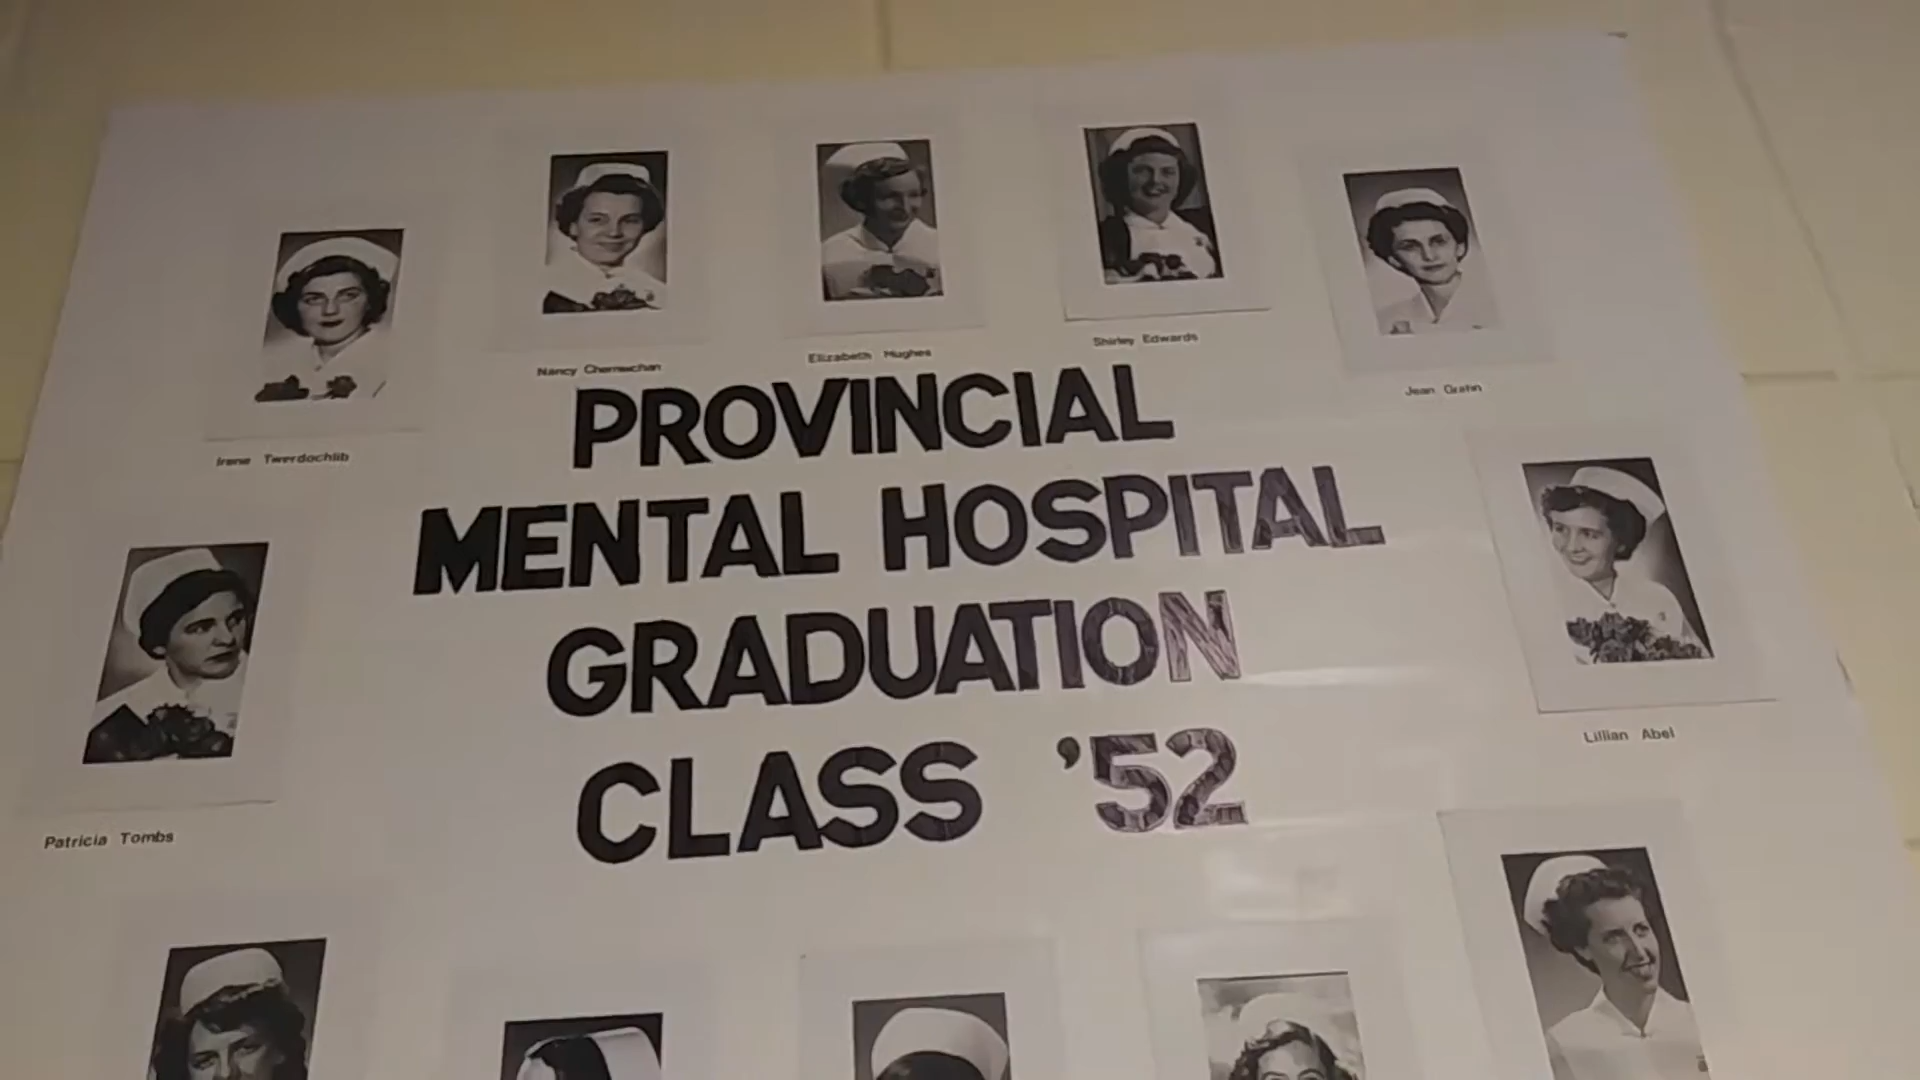 Nancy
Elizabeth Hughes
Shirley Edwards
Jean Grahn
Irene Twerdochlib
PROVINCIAL
MENTAL HOSPITAL
GRADUATION
CLASS '52
Lillian Abel
Patricia Tombs